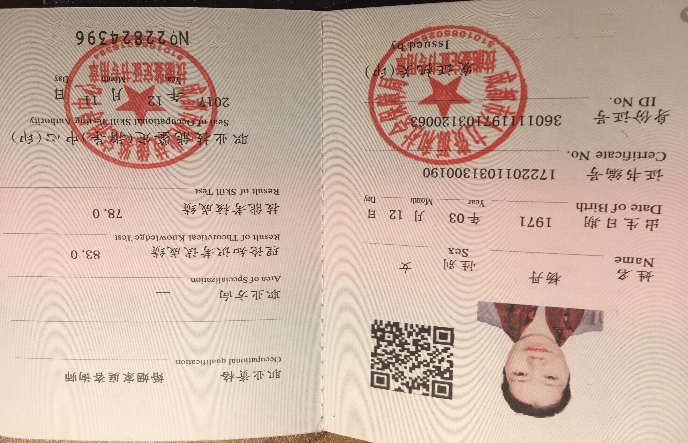 姓名 杨丹
Name
性别 女
Sex
出生日期 1971 年 03 月 12 日
Date of Birth Year Month Day
证书编号 1722011031300190
Certificate No.
身份证号 360111197103120063
ID No.
发证机关(印)
Issued by
职业资格 婚姻家庭咨询师
Occupational qualification
职业方向 —
Area of Specialization
理论知识考试成绩 83.0
Result of Theoretical Knowledge Test
技能考核成绩 78.0
Result of Skill Test
职业技能鉴定(指导)中心(印)
Seal of Occupational Skill Testing Authority
2017 年 12 月 11 日
Year Month Day
No 228224396